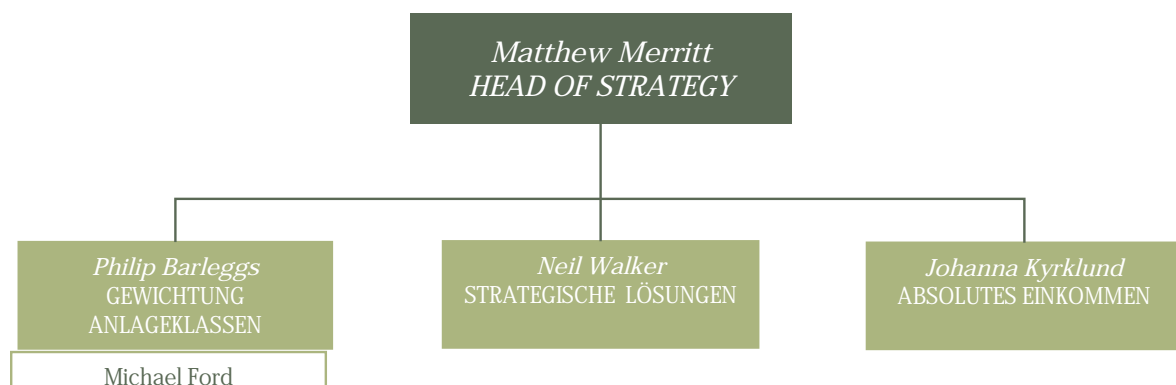 Matthew Merritt
HEAD OF STRATEGY
Philip Barleggs
GEWICHTUNG
ANLAGEKLASSEN
Neil Walker
STRATEGISCHE LÖSUNGEN
Johanna Kyrklund
ABSOLUTES EINKOMMEN
Michael Ford